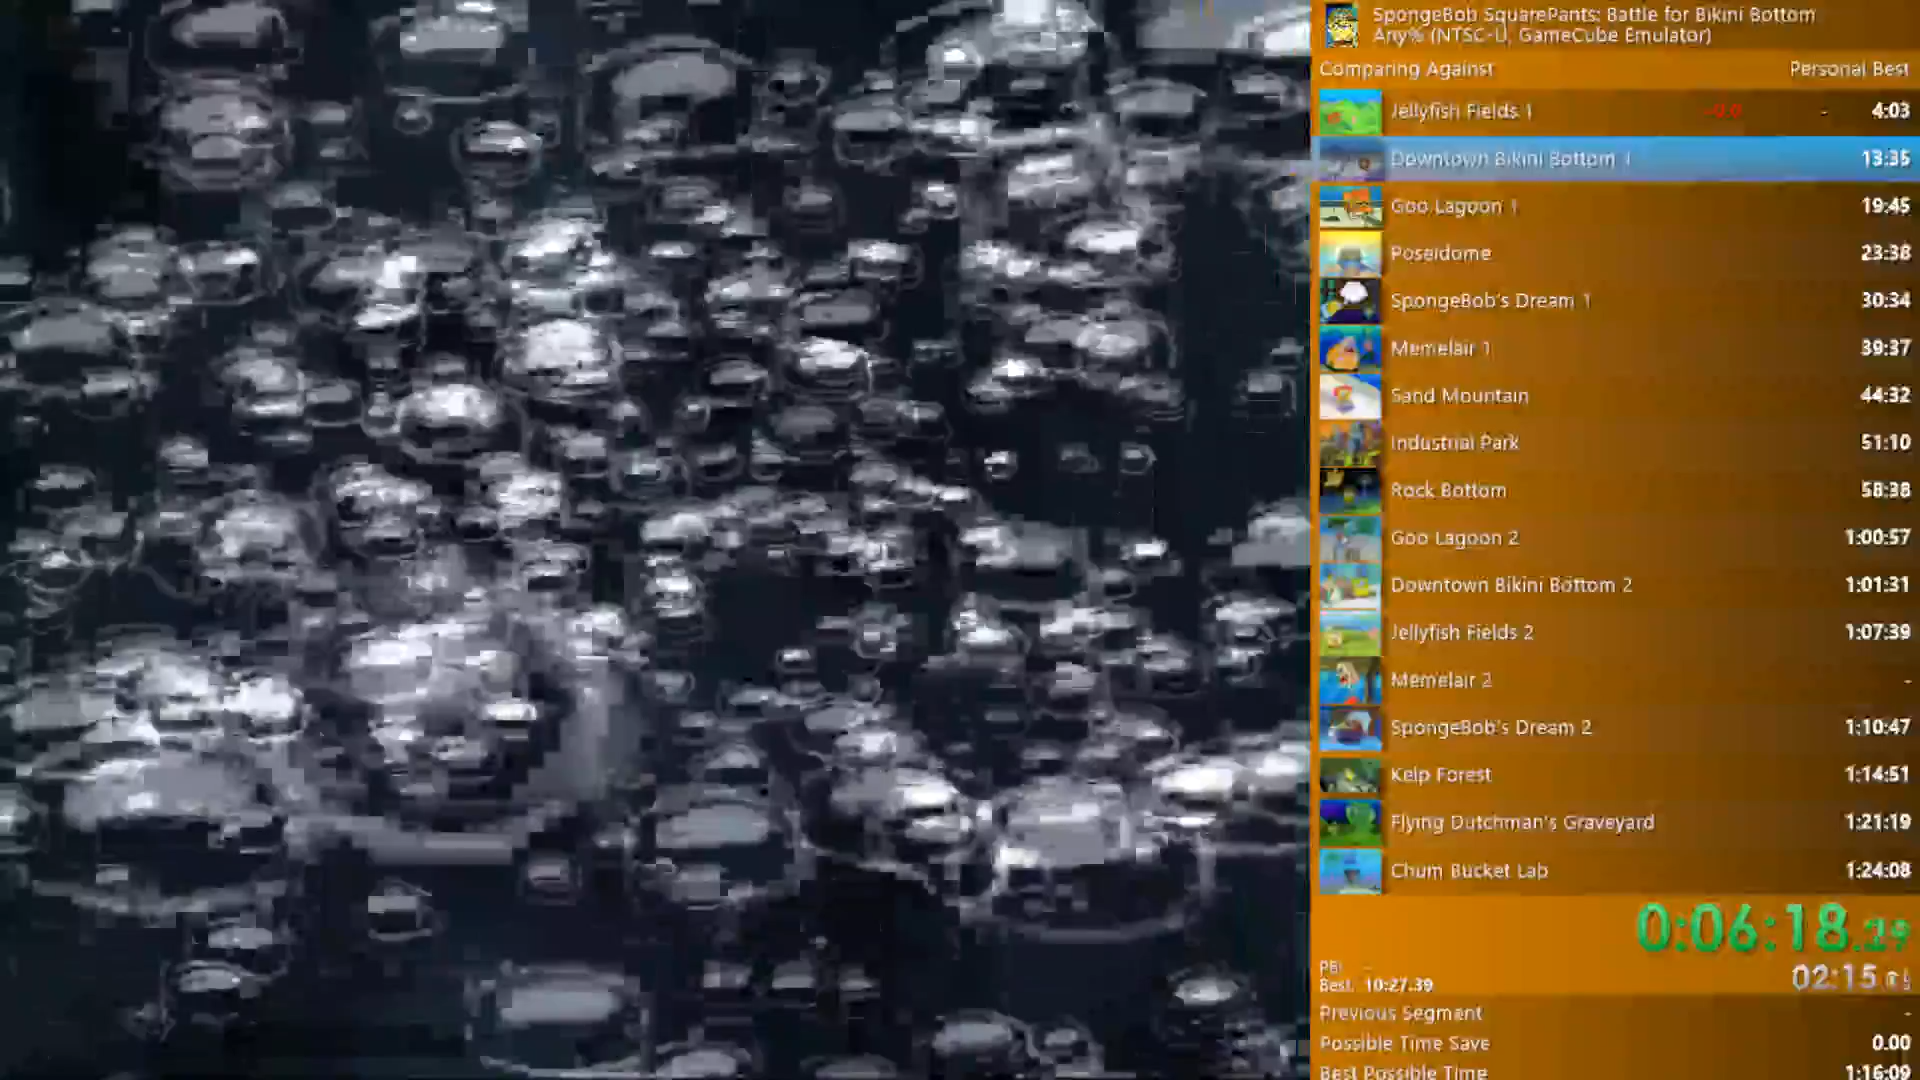 SpongeBob SquarePants: Battle for Bikini Bottom
Any% (NTSC-U, GameCube Emulator)
Comparing Against Personal Best
Jellyfish Fields 1 -0.0 - 4:03
Downtown Bikini Bottom 1 13:35
Goo Lagoon 1 19:45
Poseidome 23:38
SpongeBob's Dream 1 30:34
Memelair 1 39:37
Sand Mountain 44:32
Industrial Park 51:10
Rock Bottom 58:38
Goo Lagoon 2 1:00:57
Downtown Bikini Bottom 2 1:01:31
Jellyfish Fields 2 1:07:39
Memelair 2 -
SpongeBob's Dream 2 1:10:47
Kelp Forest 1:14:51
Flying Dutchman's Graveyard 1:21:19
Chum Bucket Lab 1:24:08
0:06:18.29
PB: -
02:15
Best: 10:27.39
Previous Segment -
Possible Time Save 0.00
Best Possible Time 1:16:09